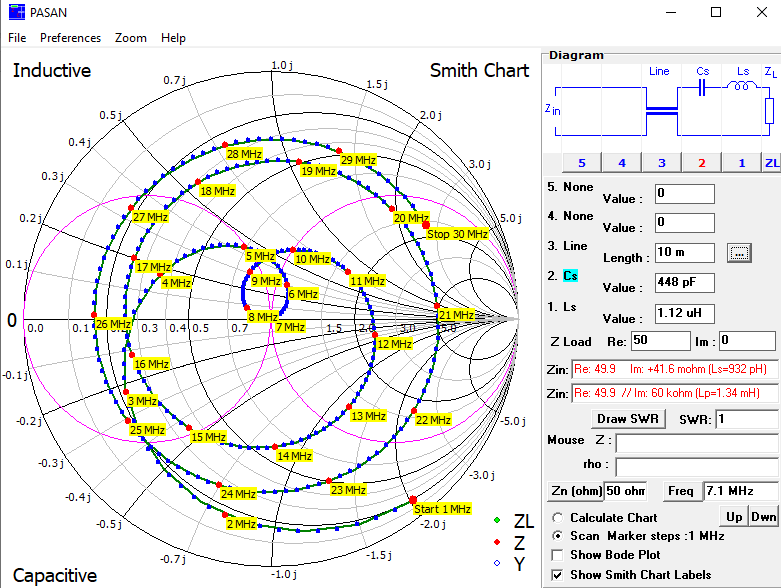 PASAN
File Preferences Zoom Help
Inductive
Smith Chart
1.0 j
0.7 j
1.5 j
0.5 j
2.0 j
0.4 j
3.0 j
0.3 j
0.2 j
5.0 j
0.1 j
0
0.0 0.1 0.2 0.3 0.4 0.5 0.7 1.5 2.0 3.0 5.0
-0.1 j
-0.2 j
-5.0 j
-0.3 j
-0.4 j
-3.0 j
-0.5 j
-2.0 j
-0.7 j
-1.5 j
-1.0 j
28 MHz
29 MHz
19 MHz
18 MHz
27 MHz
20 MHz
Stop 30 MHz
17 MHz
5 MHz
10 MHz
4 MHz
9 MHz
11 MHz
6 MHz
8 MHz
7 MHz
21 MHz
26 MHz
12 MHz
16 MHz
3 MHz
13 MHz
22 MHz
25 MHz
15 MHz
14 MHz
24 MHz
23 MHz
Start 1 MHz
2 MHz
Capacitive
ZL
Z
Y
Diagram
Line Cs Ls ZL
Zin
5 4 3 2 1 ZL
5. None
Value : 0
4. None
Value : 0
3. Line
Length : 10 m ...
2. Cs
Value : 448 pF
1. Ls
Value : 1.12 uH
Z Load Re: 50 Im : 0
Zin: Re: 49.9 Im: +41.6 mohm (Ls=932 pH)
Zin: Re: 49.9 // Im: 60 kohm (Lp=1.34 mH)
Draw SWR SWR: 1
Mouse Z :
rho :
Zn (ohm) 50 ohm Freq 7.1 MHz
Calculate Chart Up Dwn
Scan Marker steps :1 MHz
Show Bode Plot
Show Smith Chart Labels